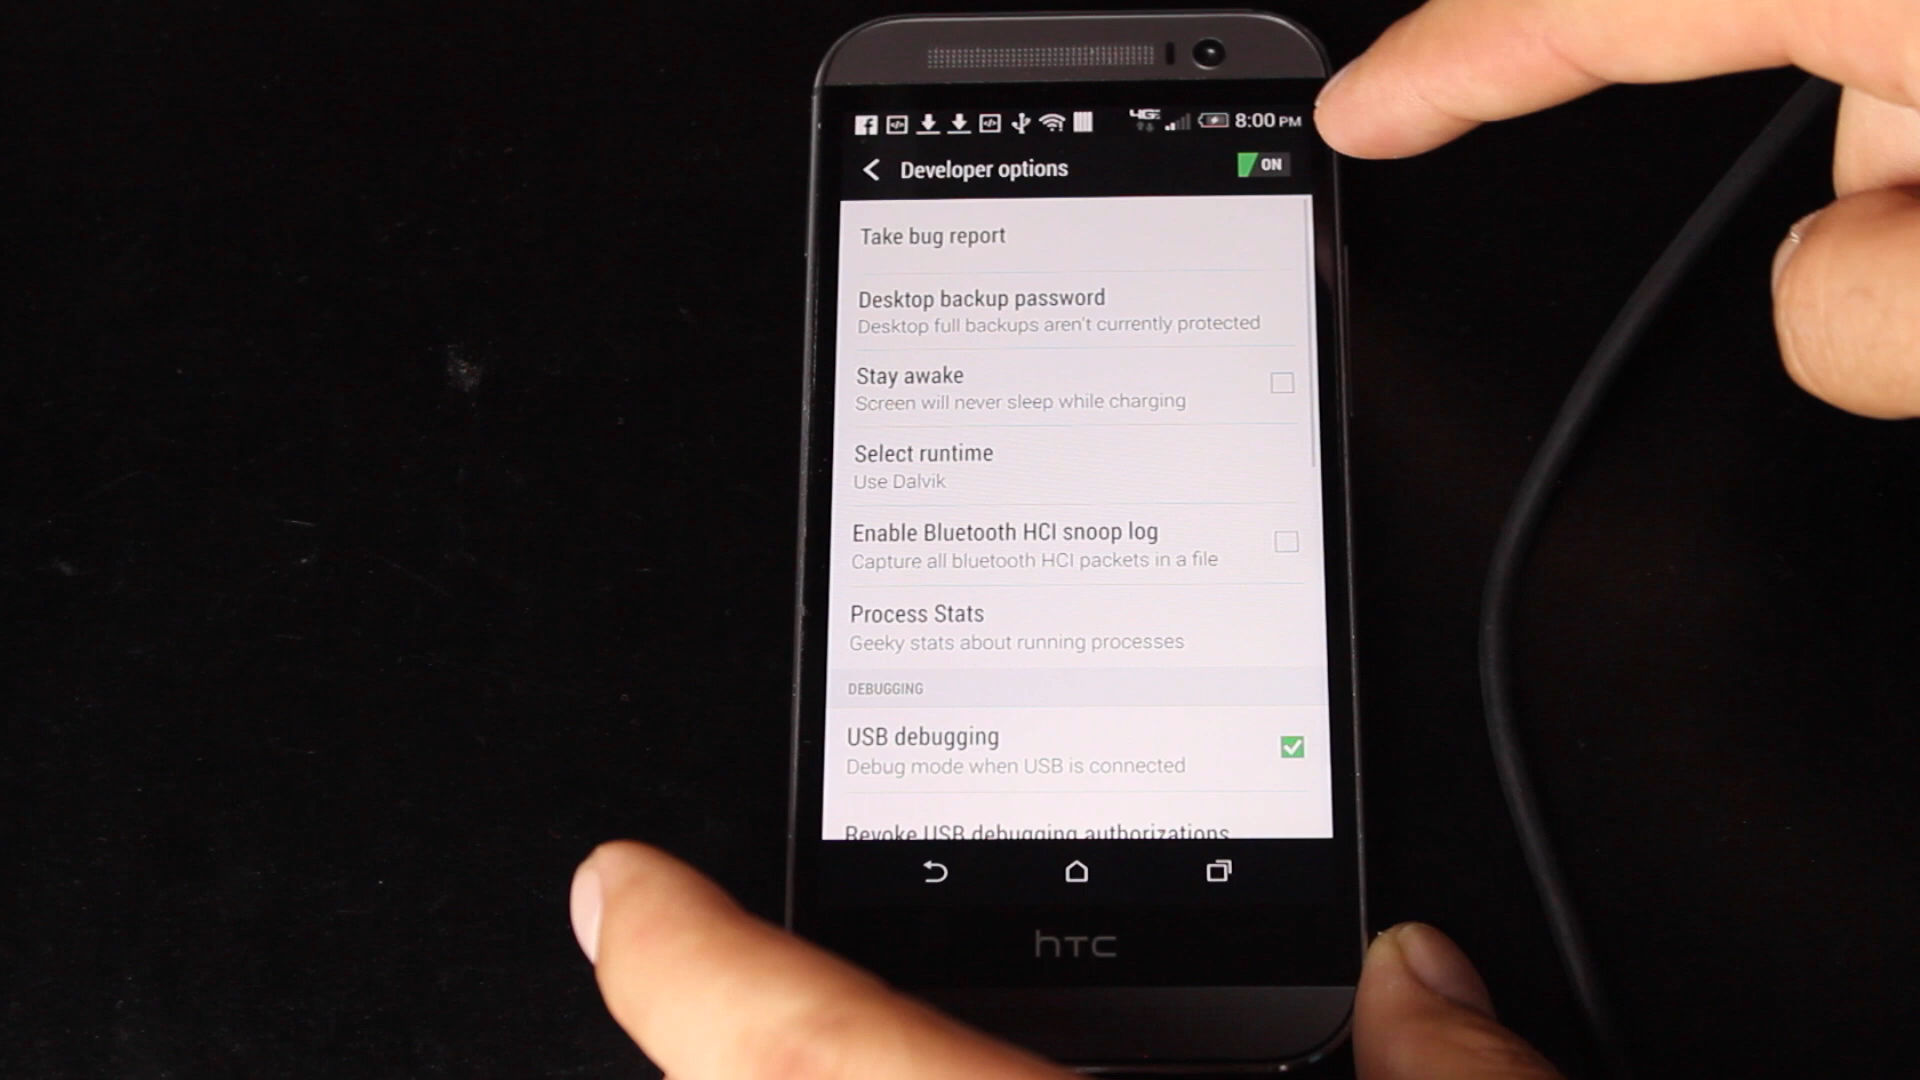 4G 8:00 PM
Developer options ON
Take bug report
Desktop backup password
Desktop full backups aren't currently protected
Stay awake
Screen will never sleep while charging
Select runtime
Use Dalvik
Enable Bluetooth HCI snoop log
Capture all bluetooth HCI packets in a file
Process Stats
Geeky stats about running processes
DEBUGGING
USB debugging
Debug mode when USB is connected
Revoke USB debugging authorizations
hTC